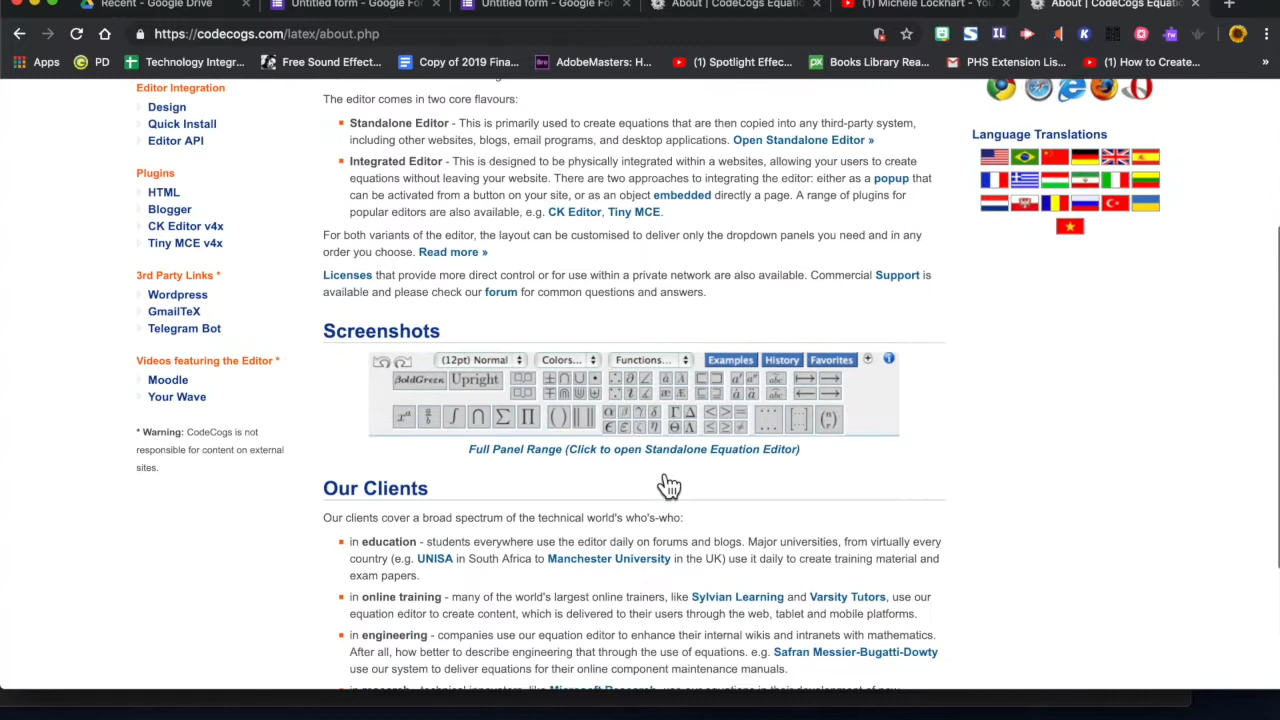 Recent - Google Drive
Untitled form - Google Fo
Untitled form - Google Fo
About | CodeCogs Equatio
(1) Michele Lockhart - You
About | CodeCogs Equatio
https://codecogs.com/latex/about.php
Apps
PD
Technology Integr...
Free Sound Effect...
Copy of 2019 Fina...
AdobeMasters: H...
(1) Spotlight Effec...
Books Library Rea...
PHS Extension Lis...
(1) How to Create...
»
Editor Integration
Design
Quick Install
Editor API
Plugins
HTML
Blogger
CK Editor v4x
Tiny MCE v4x
3rd Party Links *
Wordpress
GmailTeX
Telegram Bot
Videos featuring the Editor *
Moodle
Your Wave
* Warning: CodeCogs is not
responsible for content on external
sites.
The editor comes in two core flavours:
Standalone Editor - This is primarily used to create equations that are then copied into any third-party system,
including other websites, blogs, email programs, and desktop applications. Open Standalone Editor »
Integrated Editor - This is designed to be physically integrated within a websites, allowing your users to create
equations without leaving your website. There are two approaches to integrating the editor: either as a popup that
can be activated from a button on your site, or as an object embedded directly a page. A range of plugins for
popular editors are also available, e.g. CK Editor, Tiny MCE.
For both variants of the editor, the layout can be customised to deliver only the dropdown panels you need and in any
order you choose. Read more »
Licenses that provide more direct control or for use within a private network are also available. Commercial Support is
available and please check our forum for common questions and answers.
Screenshots
(12pt) Normal Colors... Functions... Examples History Favorites
BoldGreen Upright
Full Panel Range (Click to open Standalone Equation Editor)
Our Clients
Our clients cover a broad spectrum of the technical world's who's-who:
in education - students everywhere use the editor daily on forums and blogs. Major universities, from virtually every
country (e.g. UNISA in South Africa to Manchester University in the UK) use it daily to create training material and
exam papers.
in online training - many of the world's largest online trainers, like Sylvian Learning and Varsity Tutors, use our
equation editor to create content, which is delivered to their users through the web, tablet and mobile platforms.
in engineering - companies use our equation editor to enhance their internal wikis and intranets with mathematics.
After all, how better to describe engineering that through the use of equations. e.g. Safran Messier-Bugatti-Dowty
use our system to deliver equations for their online component maintenance manuals.
in research - technical innovators, like Microsoft Research, use our equations in their development of new
Language Translations